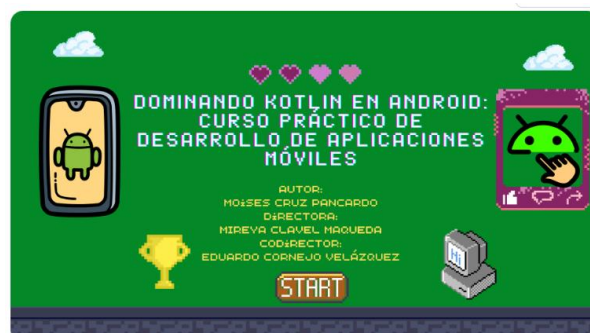 DOMINANDO KOTLIN EN ANDROID:
CURSO PRÁCTICO DE
DESARROLLO DE APLICACIONES
MÓVILES
AUTOR:
MOiSES CRUZ PANCARDO
DiRECTORA:
MIREYA CLAVEL MAQUEDA
CODiRECTOR:
EDUARDO CORNEJO VELÁZQUEZ
START
Hi